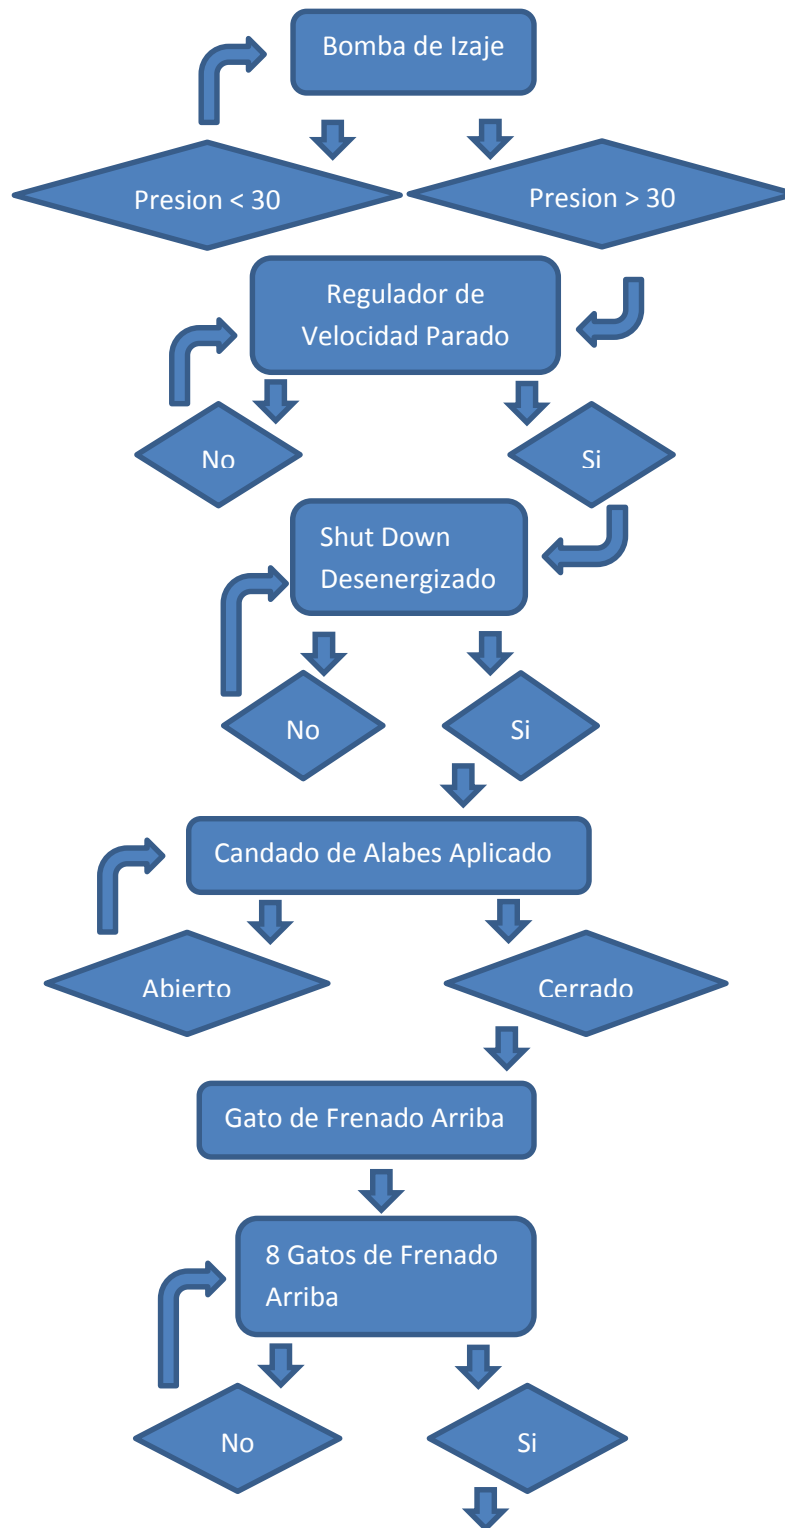 Bomba de Izaje
Presion < 30
Presion > 30
Regulador de
Velocidad Parado
No
Si
Shut Down
Desenergizado
No
Si
Candado de Alabes Aplicado
Abierto
Cerrado
Gato de Frenado Arriba
8 Gatos de Frenado
Arriba
No
Si